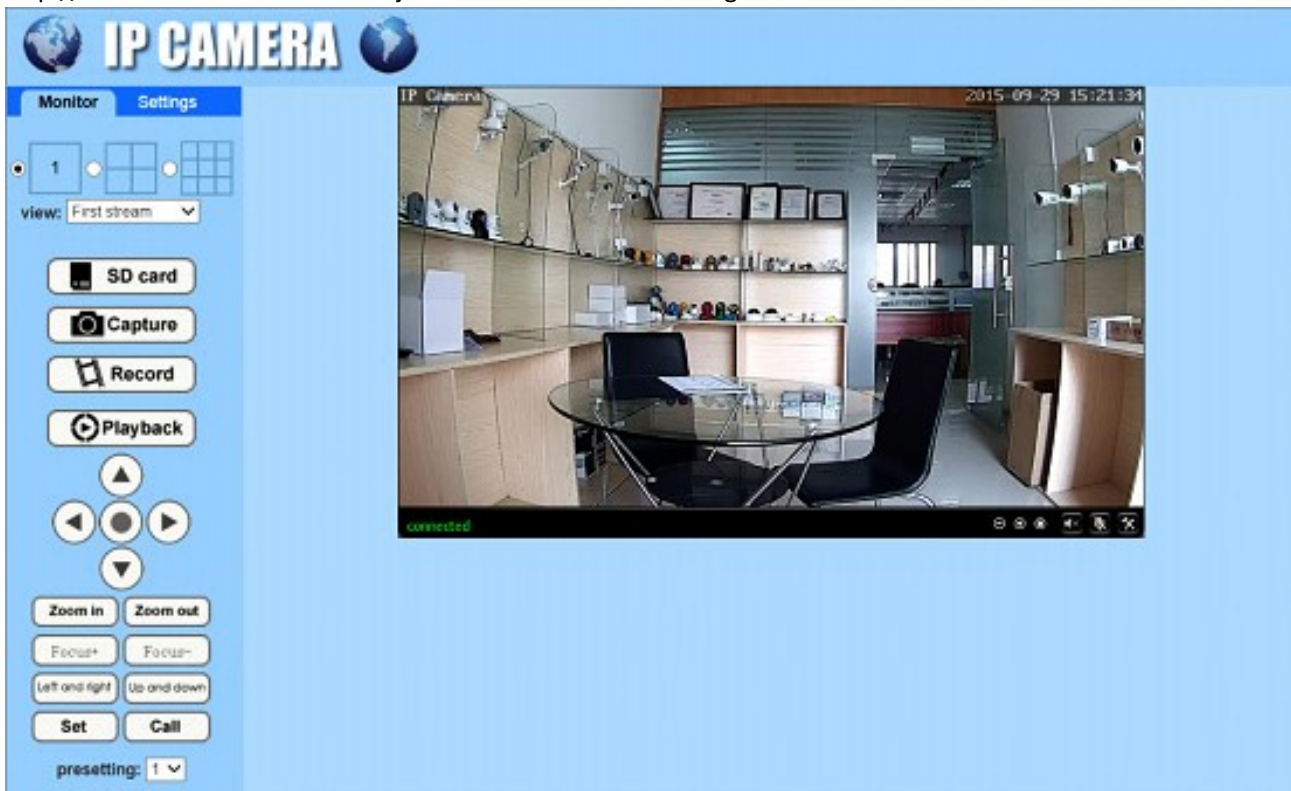 IP CAMERA
Monitor Settings
1
view: First stream
SD card
Capture
Record
Playback
Zoom in Zoom out
Focus+ Focus-
Left and right Up and down
Set Call
presetting: 1
IP Camera 2015-09-29 15:21:34
connected